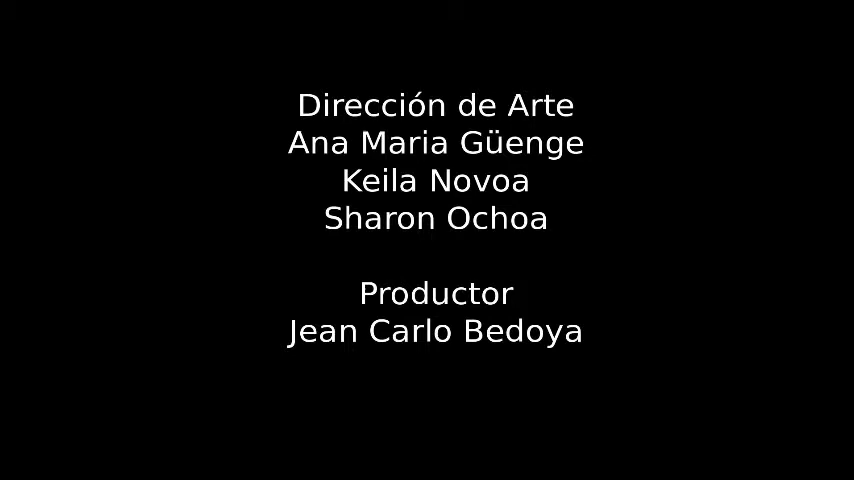 Dirección de Arte
Ana Maria Güenge
Keila Novoa
Sharon Ochoa
Productor
Jean Carlo Bedoya